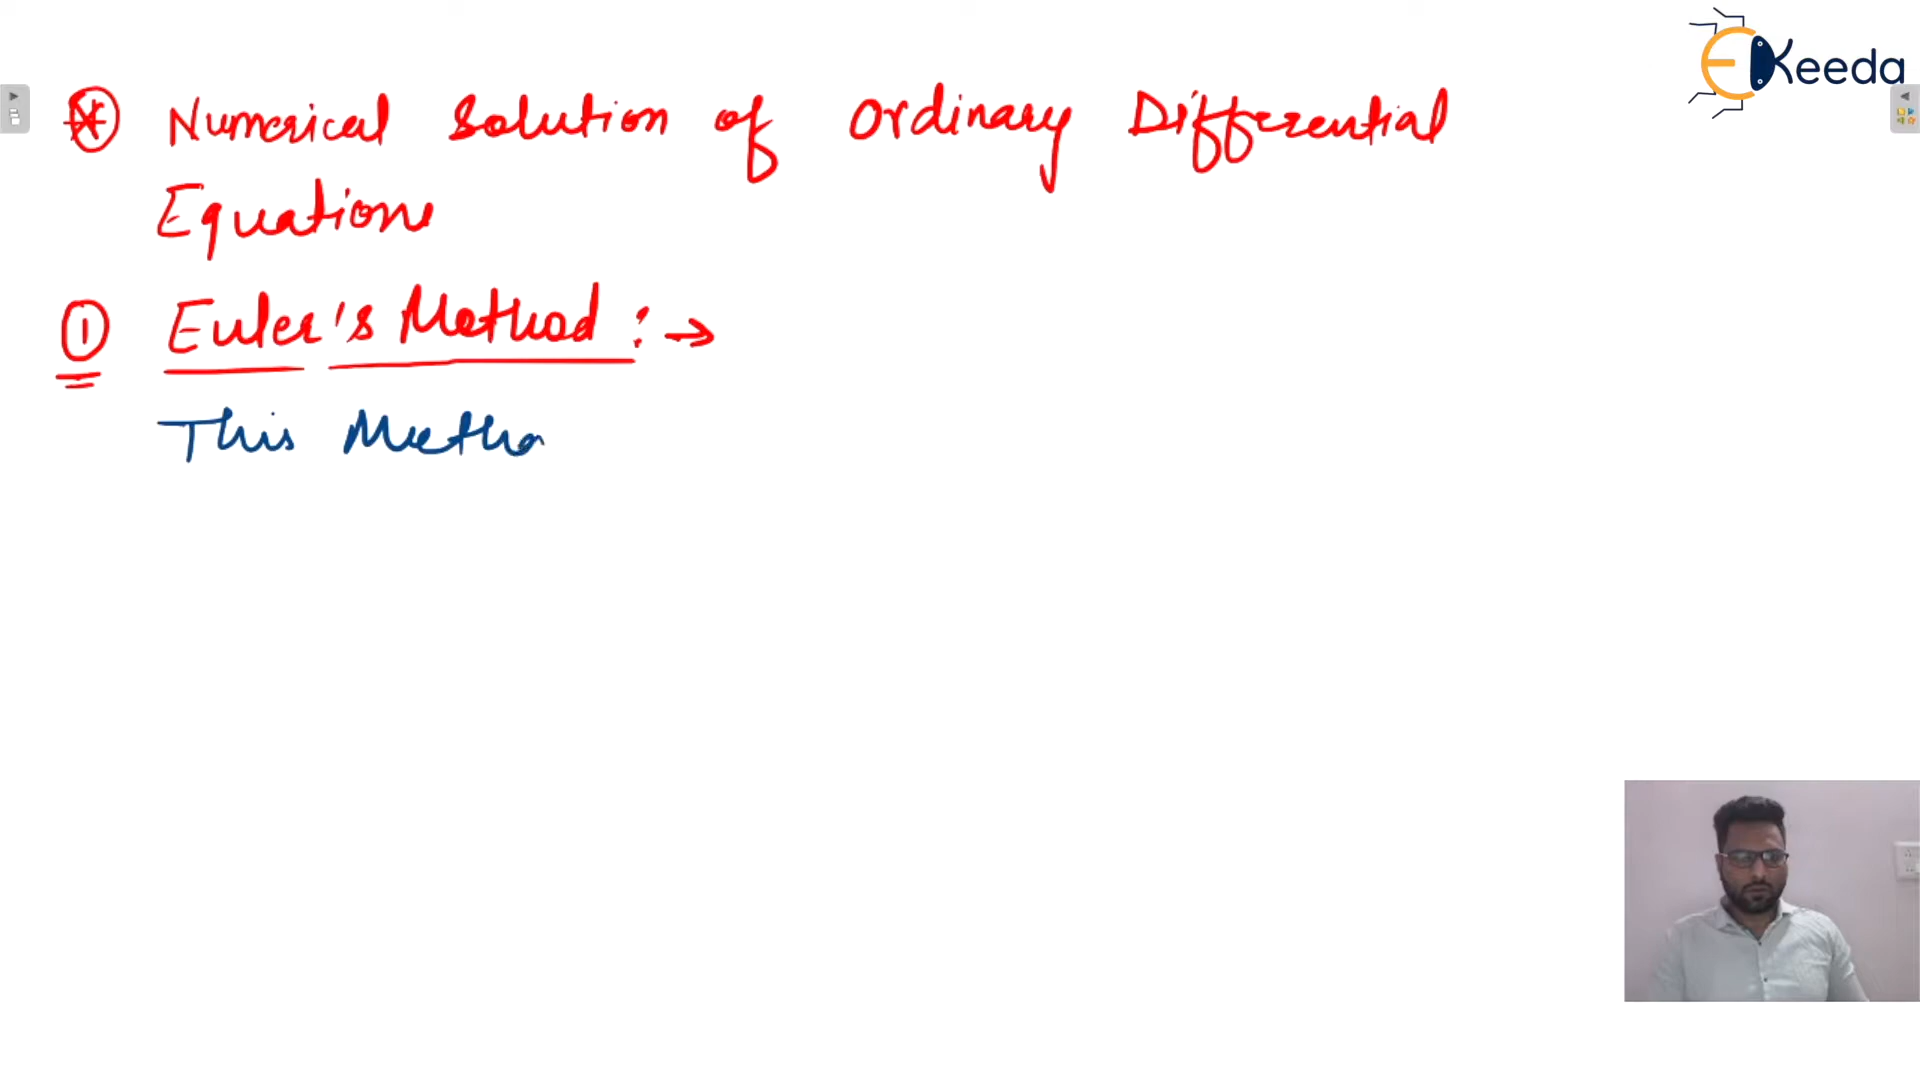 EKeeda
Numerical Solution of Ordinary Differential
Equations
① Euler's Method :→
This Metho